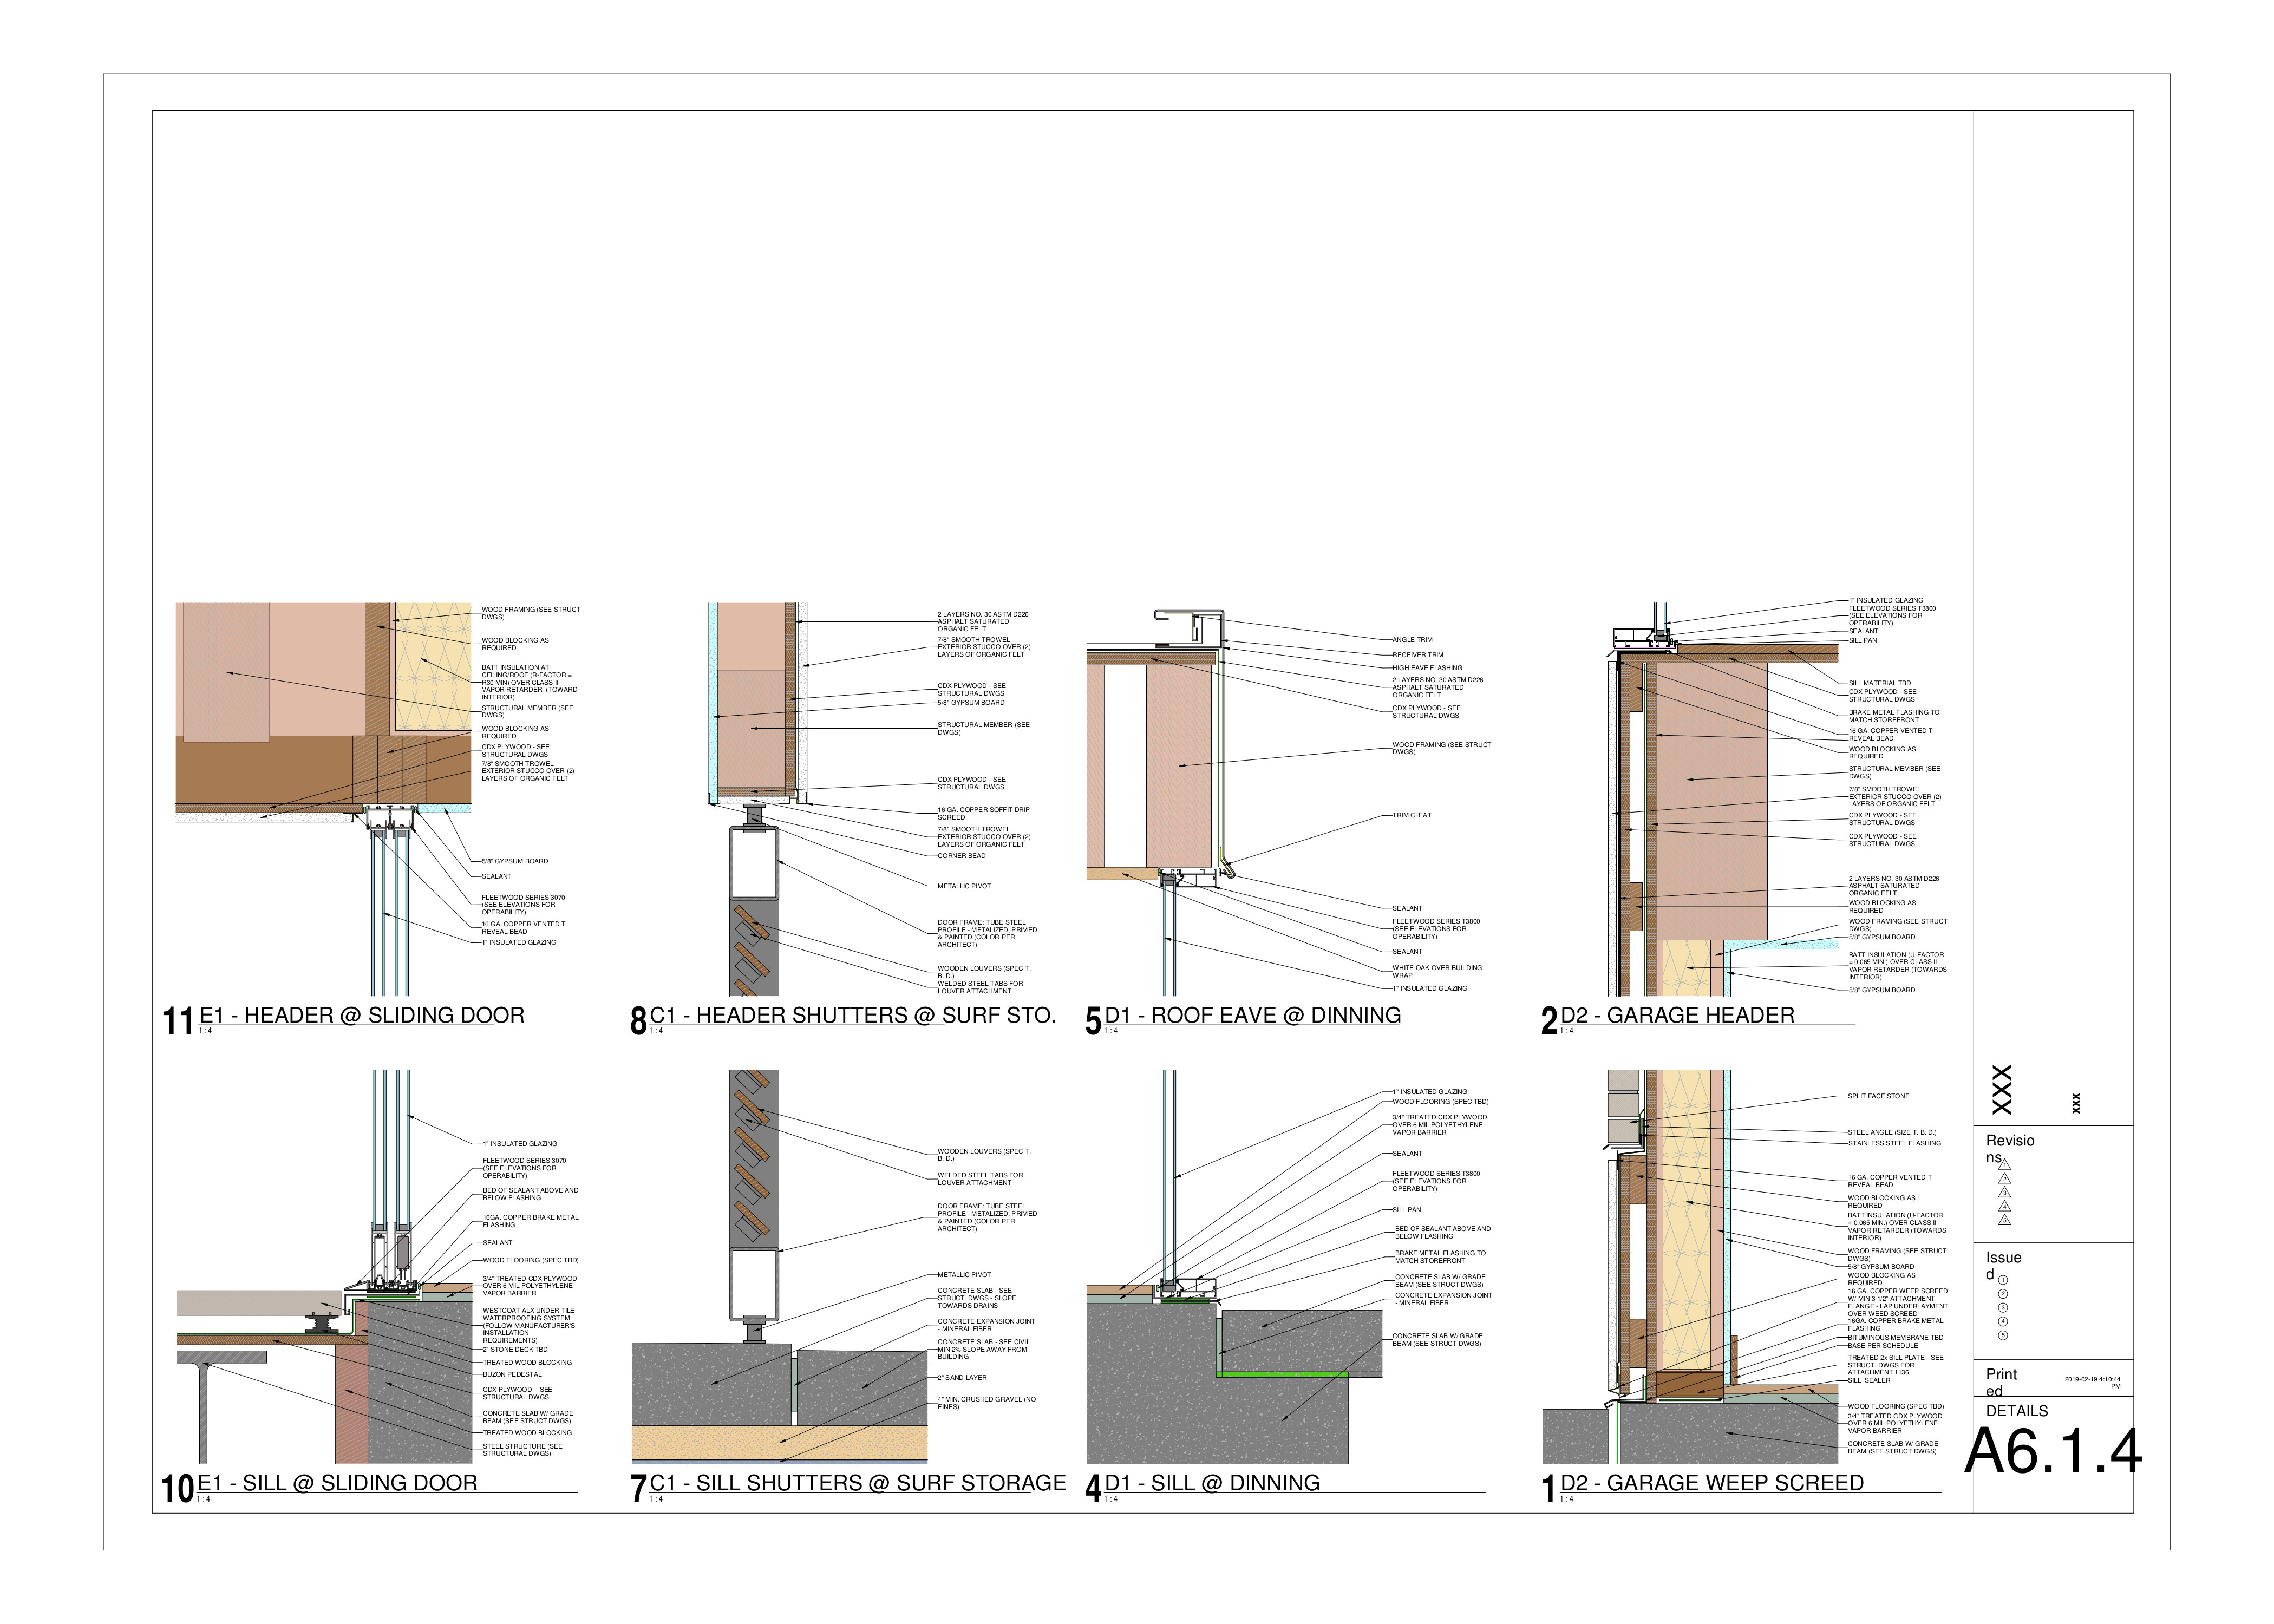 WOOD FRAMING (SEE STRUCT
DWGS)
WOOD BLOCKING AS
REQUIRED
BATT INSULATION AT
CEILING/ROOF (R-FACTOR =
R30 MIN) OVER CLASS II
VAPOR RETARDER (TOWARD
INTERIOR)
STRUCTURAL MEMBER (SEE
DWGS)
WOOD BLOCKING AS
REQUIRED
CDX PLYWOOD - SEE
STRUCTURAL DWGS
7/8" SMOOTH TROWEL
EXTERIOR STUCCO OVER (2)
LAYERS OF ORGANIC FELT
5/8" GYPSUM BOARD
SEALANT
FLEETWOOD SERIES 3070
(SEE ELEVATIONS FOR
OPERABILITY)
16 GA. COPPER VENTED T
REVEAL BEAD
1" INSULATED GLAZING
11 E1 - HEADER @ SLIDING DOOR
1 : 4
2 LAYERS NO. 30 ASTM D226
ASPHALT SATURATED
ORGANIC FELT
7/8" SMOOTH TROWEL
EXTERIOR STUCCO OVER (2)
LAYERS OF ORGANIC FELT
CDX PLYWOOD - SEE
STRUCTURAL DWGS
5/8" GYPSUM BOARD
STRUCTURAL MEMBER (SEE
DWGS)
CDX PLYWOOD - SEE
STRUCTURAL DWGS
16 GA. COPPER SOFFIT DRIP
SCREED
7/8" SMOOTH TROWEL
EXTERIOR STUCCO OVER (2)
LAYERS OF ORGANIC FELT
CORNER BEAD
METALLIC PIVOT
DOOR FRAME: TUBE STEEL
PROFILE - METALIZED, PRIMED
& PAINTED (COLOR PER
ARCHITECT)
WOODEN LOUVERS (SPEC T.
B. D.)
WELDED STEEL TABS FOR
LOUVER ATTACHMENT
8 C1 - HEADER SHUTTERS @ SURF STO.
1 : 4
ANGLE TRIM
RECEIVER TRIM
HIGH EAVE FLASHING
2 LAYERS NO. 30 ASTM D226
ASPHALT SATURATED
ORGANIC FELT
CDX PLYWOOD - SEE
STRUCTURAL DWGS
WOOD FRAMING (SEE STRUCT
DWGS)
TRIM CLEAT
SEALANT
FLEETWOOD SERIES T3800
(SEE ELEVATIONS FOR
OPERABILITY)
SEALANT
WHITE OAK OVER BUILDING
WRAP
1" INSULATED GLAZING
5 D1 - ROOF EAVE @ DINNING
1 : 4
1" INSULATED GLAZING
FLEETWOOD SERIES T3800
(SEE ELEVATIONS FOR
OPERABILITY)
SEALANT
SILL PAN
SILL MATERIAL TBD
CDX PLYWOOD - SEE
STRUCTURAL DWGS
BRAKE METAL FLASHING TO
MATCH STOREFRONT
16 GA. COPPER VENTED T
REVEAL BEAD
WOOD BLOCKING AS
REQUIRED
STRUCTURAL MEMBER (SEE
DWGS)
7/8" SMOOTH TROWEL
EXTERIOR STUCCO OVER (2)
LAYERS OF ORGANIC FELT
CDX PLYWOOD - SEE
STRUCTURAL DWGS
CDX PLYWOOD - SEE
STRUCTURAL DWGS
2 LAYERS NO. 30 ASTM D226
ASPHALT SATURATED
ORGANIC FELT
WOOD BLOCKING AS
REQUIRED
WOOD FRAMING (SEE STRUCT
DWGS)
5/8" GYPSUM BOARD
BATT INSULATION (U-FACTOR
= 0.065 MIN.) OVER CLASS II
VAPOR RETARDER (TOWARDS
INTERIOR)
5/8" GYPSUM BOARD
2 D2 - GARAGE HEADER
1 : 4
1" INSULATED GLAZING
FLEETWOOD SERIES 3070
(SEE ELEVATIONS FOR
OPERABILITY)
BED OF SEALANT ABOVE AND
BELOW FLASHING
16GA. COPPER BRAKE METAL
FLASHING
SEALANT
WOOD FLOORING (SPEC TBD)
3/4" TREATED CDX PLYWOOD
OVER 6 MIL POLYETHYLENE
VAPOR BARRIER
WESTCOAT ALX UNDER TILE
WATERPROOFING SYSTEM
(FOLLOW MANUFACTURER'S
INSTALLATION
REQUIREMENTS)
2" STONE DECK TBD
TREATED WOOD BLOCKING
BUZON PEDESTAL
CDX PLYWOOD - SEE
STRUCTURAL DWGS
CONCRETE SLAB W/ GRADE
BEAM (SEE STRUCT DWGS)
TREATED WOOD BLOCKING
STEEL STRUCTURE (SEE
STRUCTURAL DWGS)
10 E1 - SILL @ SLIDING DOOR
1 : 4
WOODEN LOUVERS (SPEC T.
B. D.)
WELDED STEEL TABS FOR
LOUVER ATTACHMENT
DOOR FRAME: TUBE STEEL
PROFILE - METALIZED, PRIMED
& PAINTED (COLOR PER
ARCHITECT)
METALLIC PIVOT
CONCRETE SLAB - SEE
STRUCT. DWGS - SLOPE
TOWARDS DRAINS
CONCRETE EXPANSION JOINT
- MINERAL FIBER
CONCRETE SLAB - SEE CIVIL
MIN 2% SLOPE AWAY FROM
BUILDING
2" SAND LAYER
4" MIN. CRUSHED GRAVEL (NO
FINES)
7 C1 - SILL SHUTTERS @ SURF STORAGE
1 : 4
1" INSULATED GLAZING
WOOD FLOORING (SPEC TBD)
3/4" TREATED CDX PLYWOOD
OVER 6 MIL POLYETHYLENE
VAPOR BARRIER
SEALANT
FLEETWOOD SERIES T3800
(SEE ELEVATIONS FOR
OPERABILITY)
SILL PAN
BED OF SEALANT ABOVE AND
BELOW FLASHING
BRAKE METAL FLASHING TO
MATCH STOREFRONT
CONCRETE SLAB W/ GRADE
BEAM (SEE STRUCT DWGS)
CONCRETE EXPANSION JOINT
- MINERAL FIBER
CONCRETE SLAB W/ GRADE
BEAM (SEE STRUCT DWGS)
4 D1 - SILL @ DINNING
1 : 4
SPLIT FACE STONE
STEEL ANGLE (SIZE T. B. D.)
STAINLESS STEEL FLASHING
16 GA. COPPER VENTED T
REVEAL BEAD
WOOD BLOCKING AS
REQUIRED
BATT INSULATION (U-FACTOR
= 0.065 MIN.) OVER CLASS II
VAPOR RETARDER (TOWARDS
INTERIOR)
WOOD FRAMING (SEE STRUCT
DWGS)
5/8" GYPSUM BOARD
WOOD BLOCKING AS
REQUIRED
16 GA. COPPER WEEP SCREED
W/ MIN 3 1/2" ATTACHMENT
FLANGE - LAP UNDERLAYMENT
OVER WEED SCREED
16GA. COPPER BRAKE METAL
FLASHING
BITUMINOUS MEMBRANE TBD
BASE PER SCHEDULE
TREATED 2x SILL PLATE - SEE
STRUCT. DWGS FOR
ATTACHMENT 1136
SILL SEALER
WOOD FLOORING (SPEC TBD)
3/4" TREATED CDX PLYWOOD
OVER 6 MIL POLYETHYLENE
VAPOR BARRIER
CONCRETE SLAB W/ GRADE
BEAM (SEE STRUCT DWGS)
1 D2 - GARAGE WEEP SCREED
1 : 4
XXX
XXX
Revisio
ns
1
2
3
4
5
Issue
d
1
2
3
4
5
Print
ed
2019-02-19 4:10:44
PM
DETAILS
A6.1.4